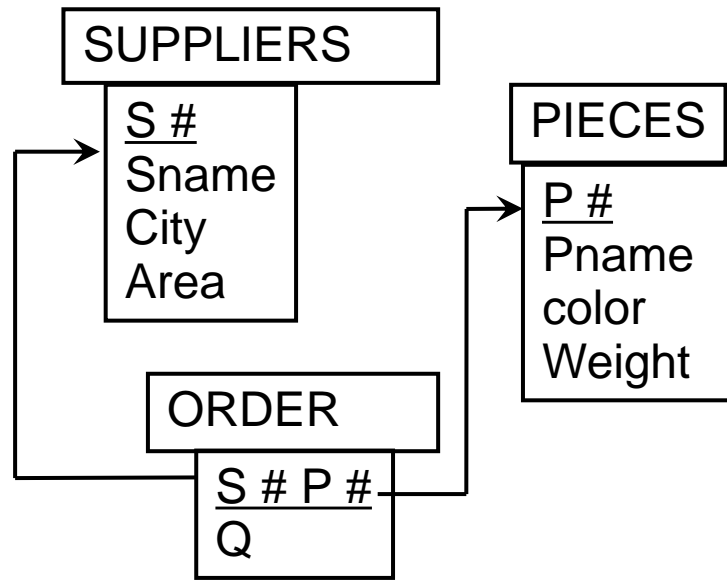 SUPPLIERS
S #
Sname
City
Area
PIECES
P #
Pname
color
Weight
ORDER
S # P #
Q